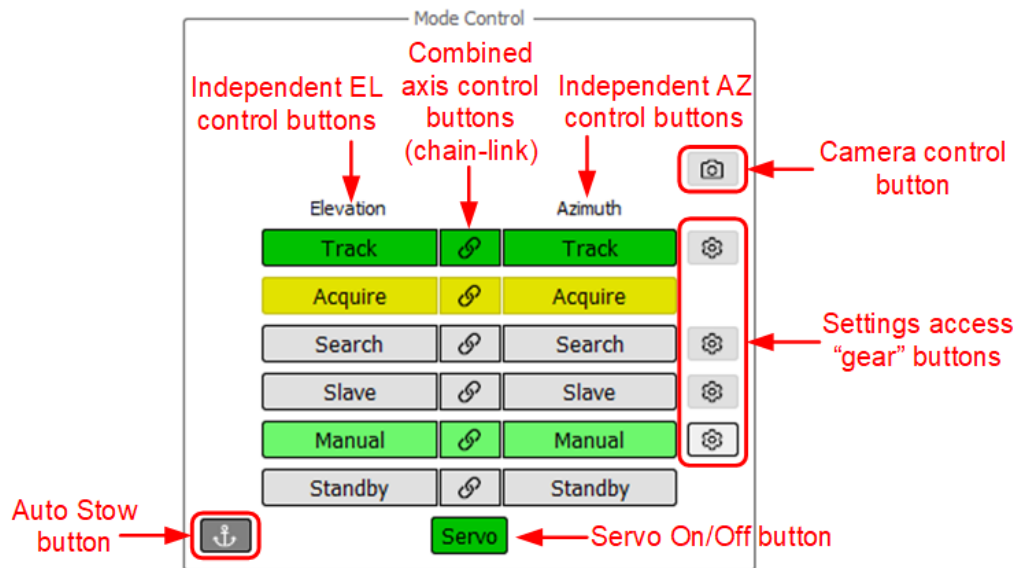 Mode Control
Combined
axis control
buttons
(chain-link)
Independent EL
control buttons
Independent AZ
control buttons
Camera control
button
Elevation
Azimuth
Track Track
Acquire Acquire
Search Search
Slave Slave
Manual Manual
Standby Standby
Settings access
“gear” buttons
Auto Stow
button
Servo
Servo On/Off button